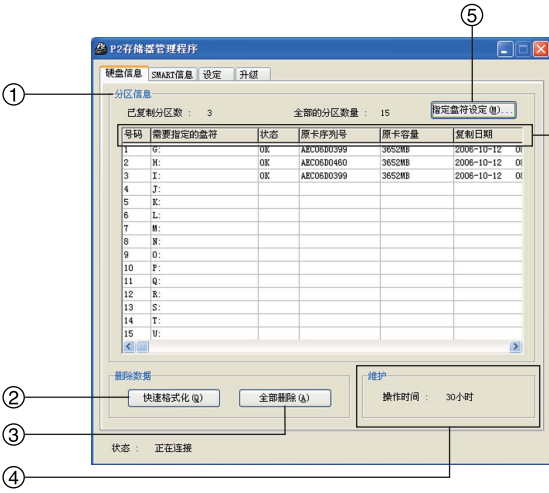 ⑤
P2存储器管理程序
硬盘信息 SMART信息 设定 升级
①
分区信息
已复制分区数 : 3 全部的分区数量 : 15 指定盘符设定(M)...
号码 需要指定的盘符 状态 原卡序列号 原卡容量 复制日期
1 G: OK AEC06D0399 3652MB 2006-10-12 08
2 H: OK AEC06D0460 3652MB 2006-10-12 08
3 I: OK AEC06D0399 3652MB 2006-10-12 08
4 J:
5 K:
6 L:
7 M:
8 N:
9 O:
10 P:
11 Q:
12 R:
13 S:
14 T:
15 U:
删除数据 维护
② 快速格式化(Q) 全部删除(A) 操作时间 : 30小时
③
状态 : 正在连接
④